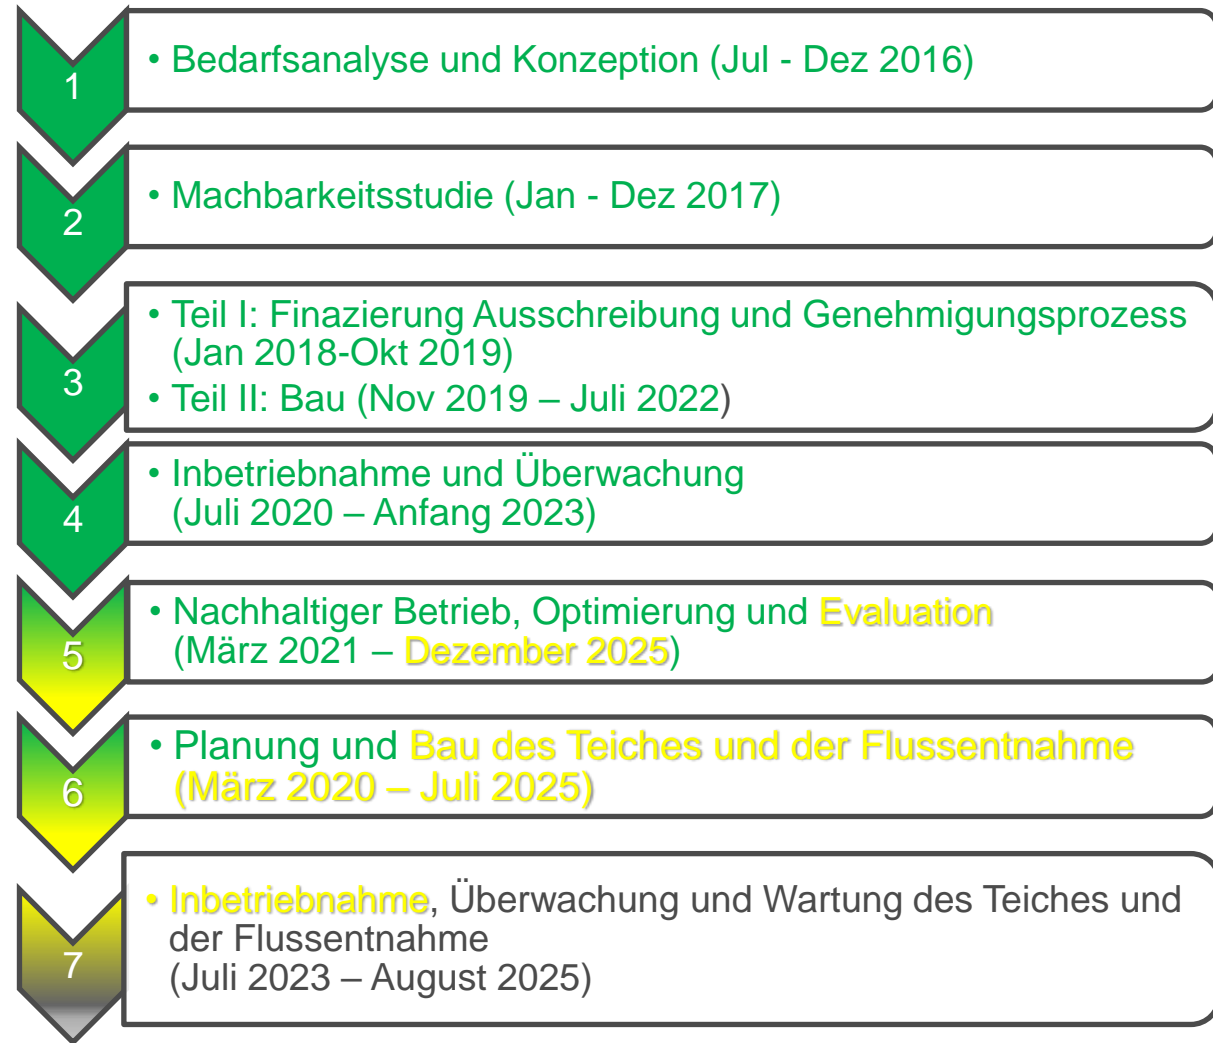 1
• Bedarfsanalyse und Konzeption (Jul - Dez 2016)
2
• Machbarkeitsstudie (Jan - Dez 2017)
3
• Teil I: Finazierung Ausschreibung und Genehmigungsprozess
(Jan 2018-Okt 2019)
• Teil II: Bau (Nov 2019 – Juli 2022)
4
• Inbetriebnahme und Überwachung
(Juli 2020 – Anfang 2023)
5
• Nachhaltiger Betrieb, Optimierung und Evaluation
(März 2021 – Dezember 2025)
6
• Planung und Bau des Teiches und der Flussentnahme
(März 2020 – Juli 2025)
7
• Inbetriebnahme, Überwachung und Wartung des Teiches und
der Flussentnahme
(Juli 2023 – August 2025)